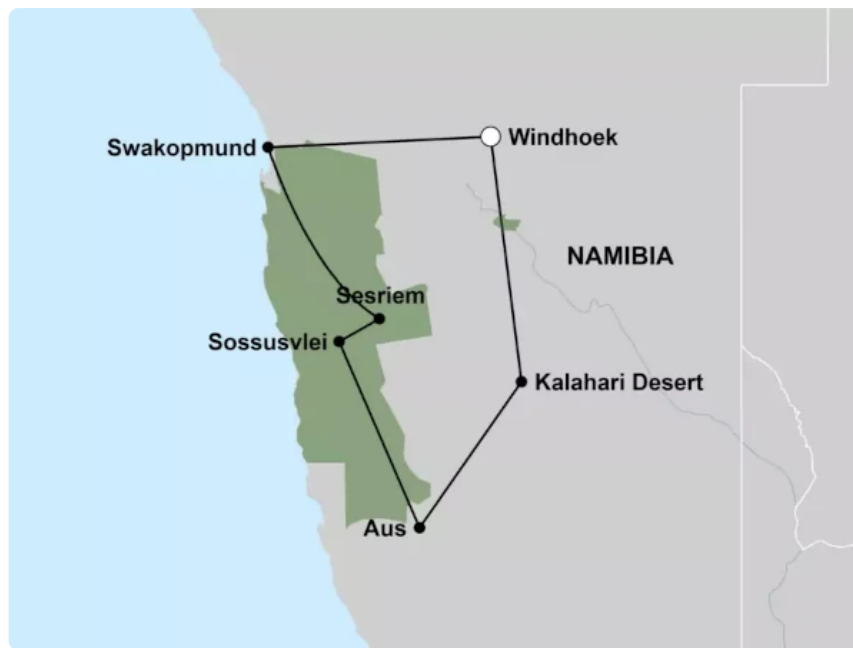 Windhoek
Swakopmund
NAMIBIA
Sesriem
Sossusvlei
Kalahari Desert
Aus